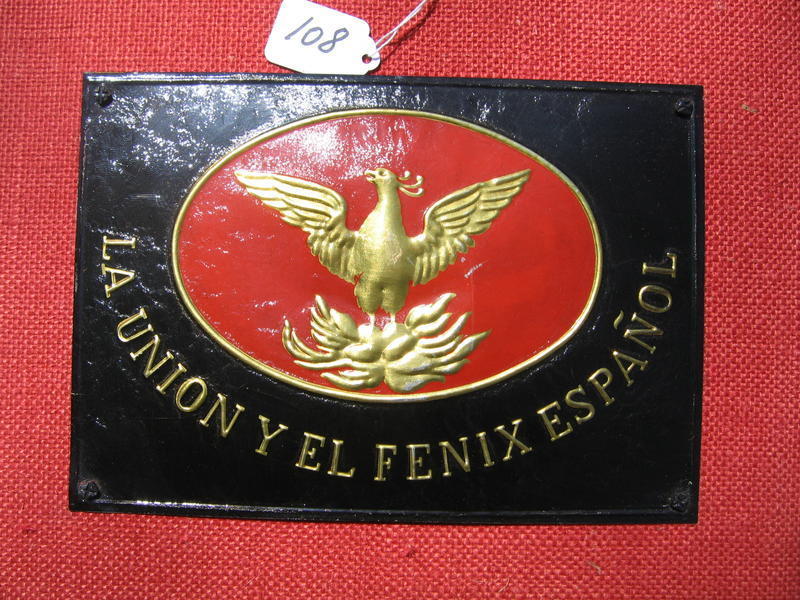 108
LA UNION Y EL FENIX ESPAÑOL